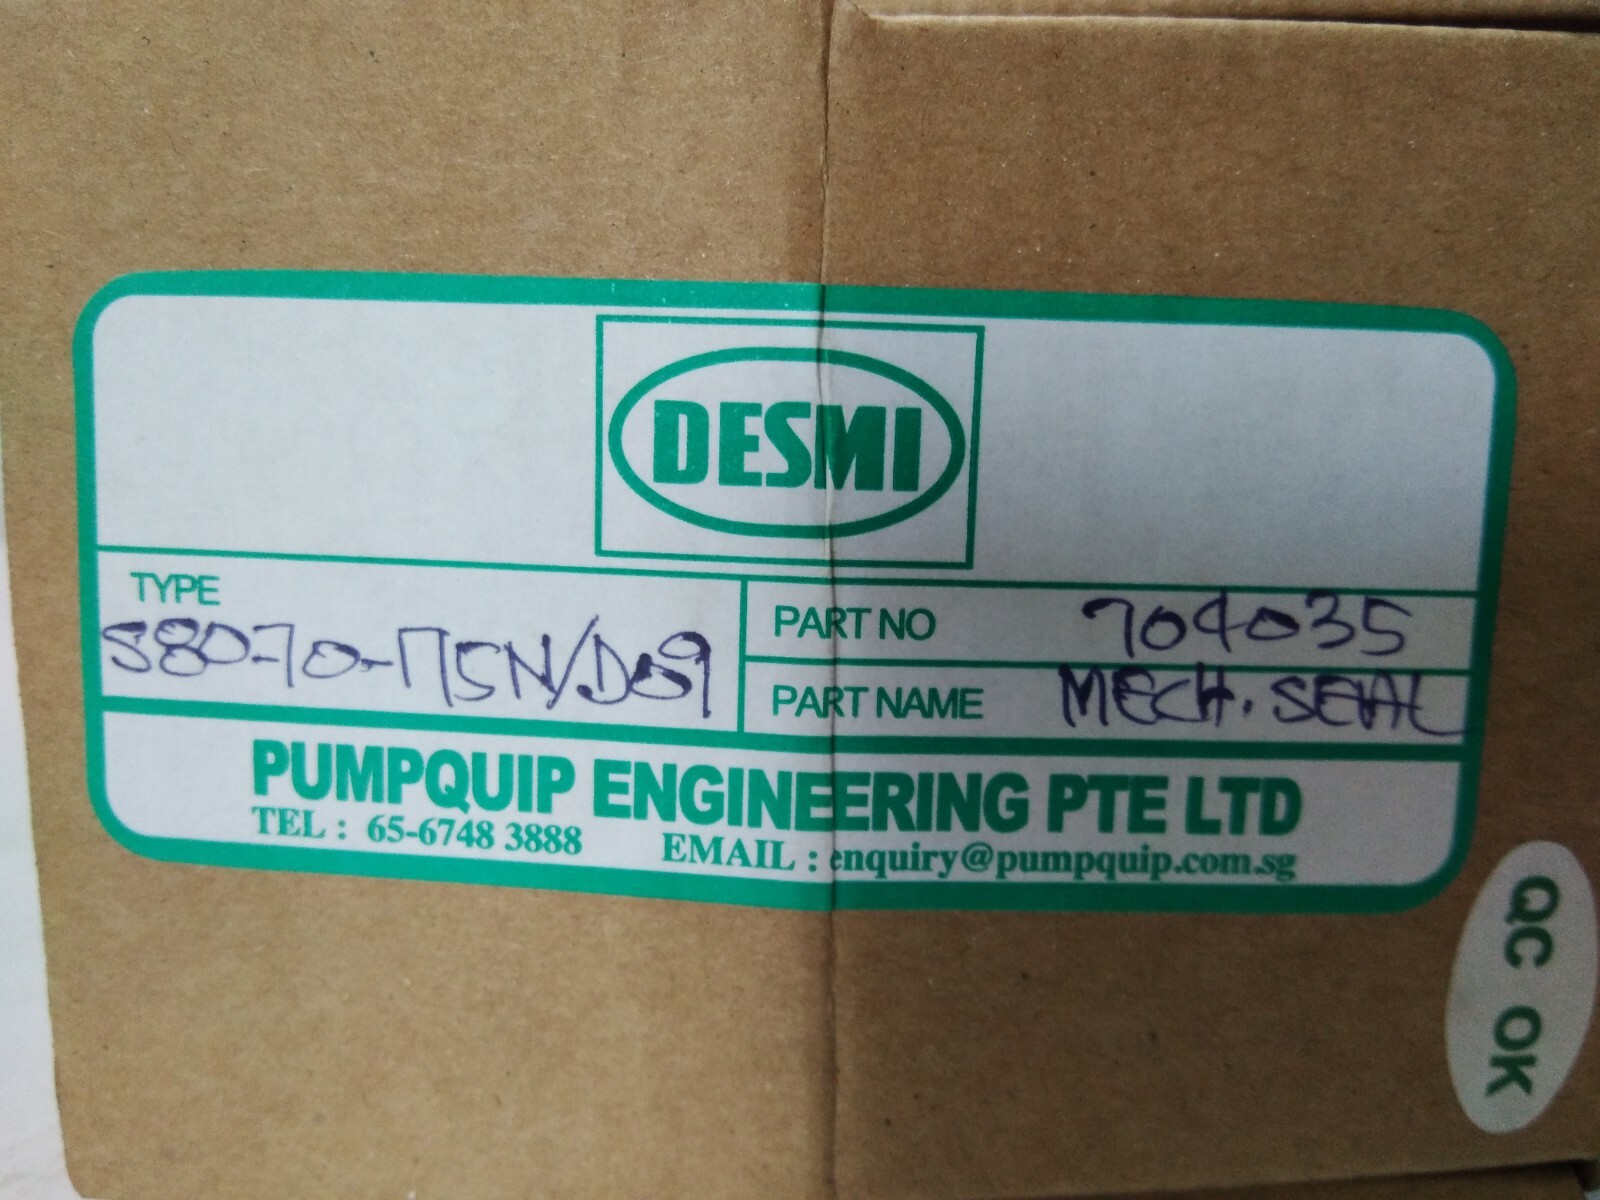 DESMI
TYPE
S80-70-175N/D09
PART NO 704035
PART NAME MECH. SEAL
PUMPQUIP ENGINEERING PTE LTD
TEL : 65-6748 3888 EMAIL : enquiry@pumpquip.com.sg
QC OK